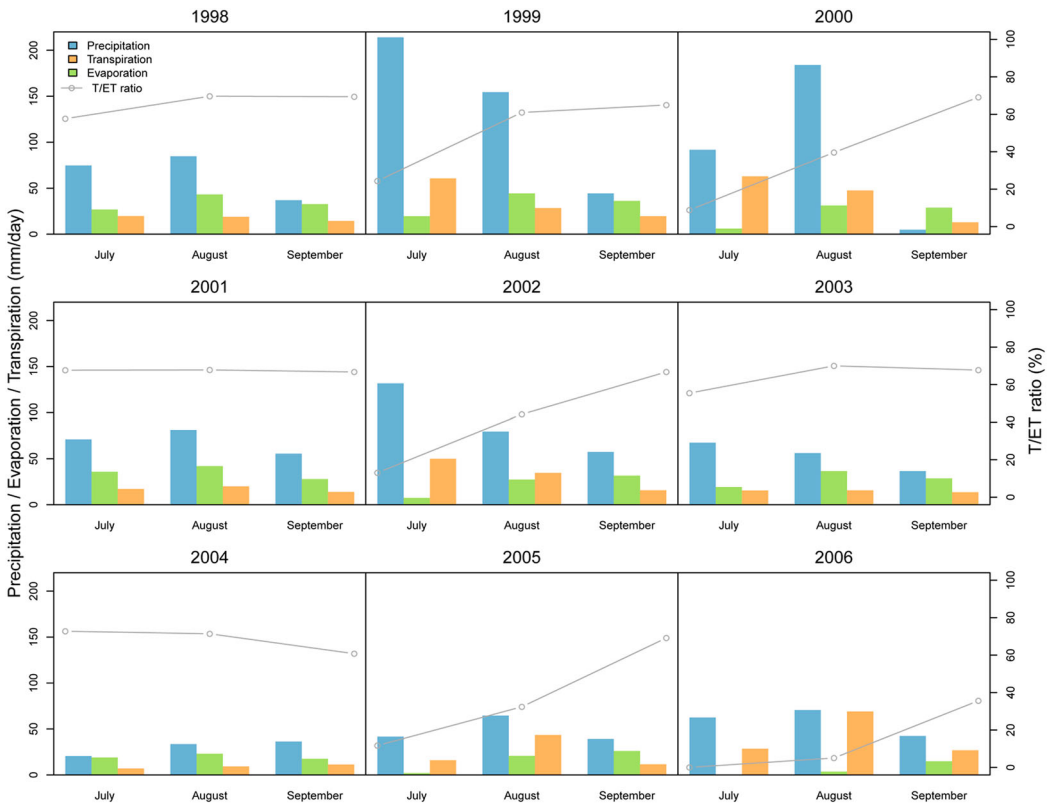 1998 1999 2000
Precipitation
Transpiration
Evaporation
T/ET ratio
0 50 100 150 200
0 20 40 60 80 100
July August September July August September July August September
2001 2002 2003
0 50 100 150 200
0 20 40 60 80 100
July August September July August September July August September
2004 2005 2006
0 50 100 150 200
0 20 40 60 80 100
July August September July August September July August September
Precipitation / Evaporation / Transpiration (mm/day)
T/ET ratio (%)